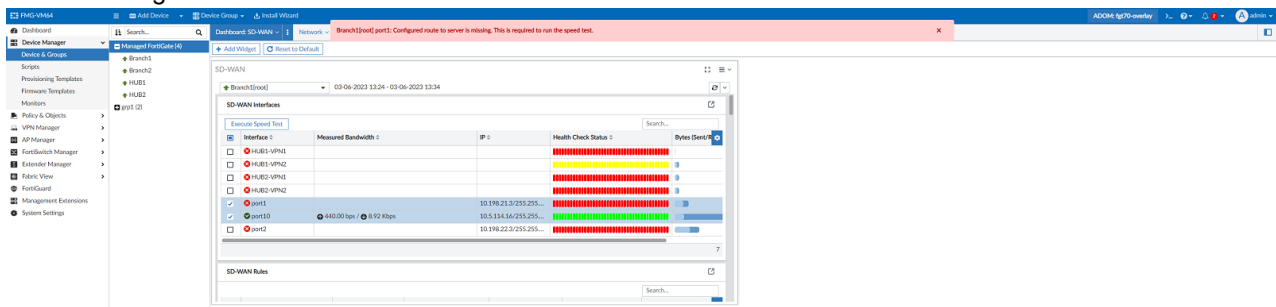 FMG-VM64
Add Device
Device Group
Install Wizard
ADOM: fgt70-overlay
admin
Dashboard
Device Manager
Device & Groups
Scripts
Provisioning Templates
Firmware Templates
Monitors
Policy & Objects
VPN Manager
AP Manager
FortiSwitch Manager
Extender Manager
Fabric View
FortiGuard
Management Extensions
System Settings
Search...
Managed FortiGate (4)
Branch1
Branch2
HUB1
HUB2
grp1 (2)
Dashboard: SD-WAN
Network
Branch1[root] port1: Configured route to server is missing. This is required to run the speed test.
+ Add Widget
Reset to Default
SD-WAN
Branch1[root]
03-06-2023 13:24 - 03-06-2023 13:34
SD-WAN Interfaces
Execute Speed Test
Search...
Interface Measured Bandwidth IP Health Check Status Bytes (Sent/R
HUB1-VPN1
HUB1-VPN2
HUB2-VPN1
HUB2-VPN2
port1 10.198.21.3/255.255....
port10 440.00 bps / 8.92 Kbps 10.5.114.16/255.255....
port2 10.198.22.3/255.255....
7
SD-WAN Rules
Search...